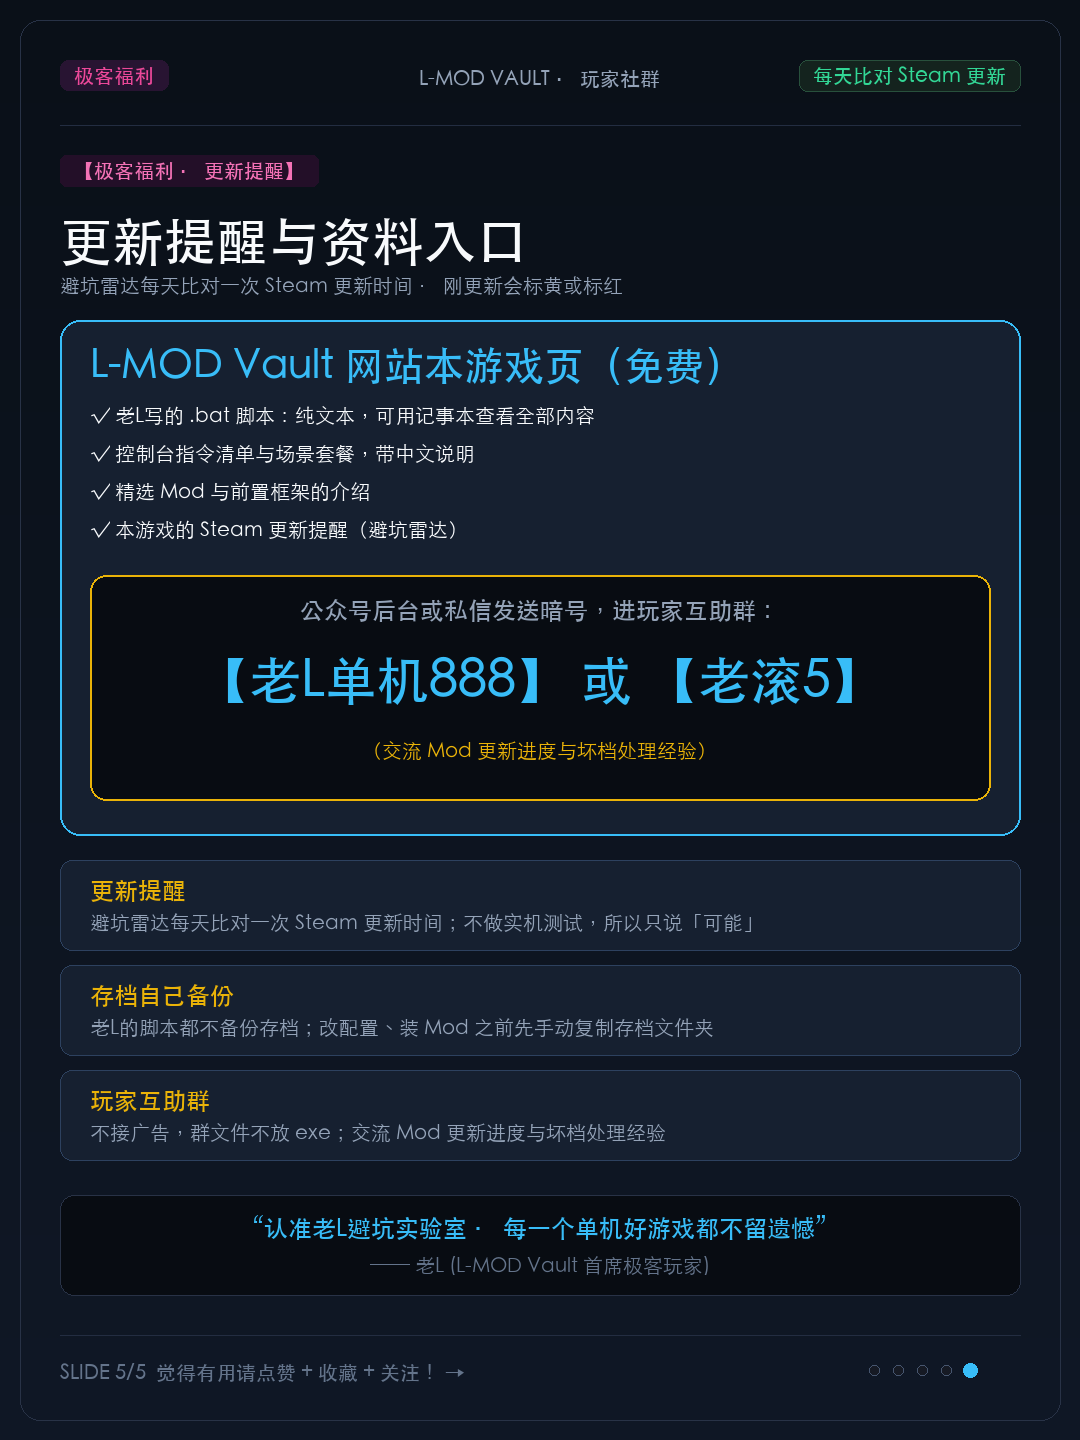 极客福利
L-MOD VAULT · 玩家社群
每天比对 Steam 更新
【极客福利 · 更新提醒】
更新提醒与资料入口
避坑雷达每天比对一次 Steam 更新时间 · 刚更新会标黄或标红
L-MOD Vault 网站本游戏页（免费）
✓ 老L写的 .bat 脚本：纯文本，可用记事本查看全部内容
✓ 控制台指令清单与场景套餐，带中文说明
✓ 精选 Mod 与前置框架的介绍
✓ 本游戏的 Steam 更新提醒（避坑雷达）
公众号后台或私信发送暗号，进玩家互助群：
【老L单机888】 或 【老滚5】
（交流 Mod 更新进度与坏档处理经验）
更新提醒
避坑雷达每天比对一次 Steam 更新时间；不做实机测试，所以只说「可能」
存档自己备份
老L的脚本都不备份存档；改配置、装 Mod 之前先手动复制存档文件夹
玩家互助群
不接广告，群文件不放 exe；交流 Mod 更新进度与坏档处理经验
“认准老L避坑实验室 · 每一个单机好游戏都不留遗憾”
—— 老L (L-MOD Vault 首席极客玩家)
SLIDE 5/5 觉得有用请点赞 + 收藏 + 关注！ →